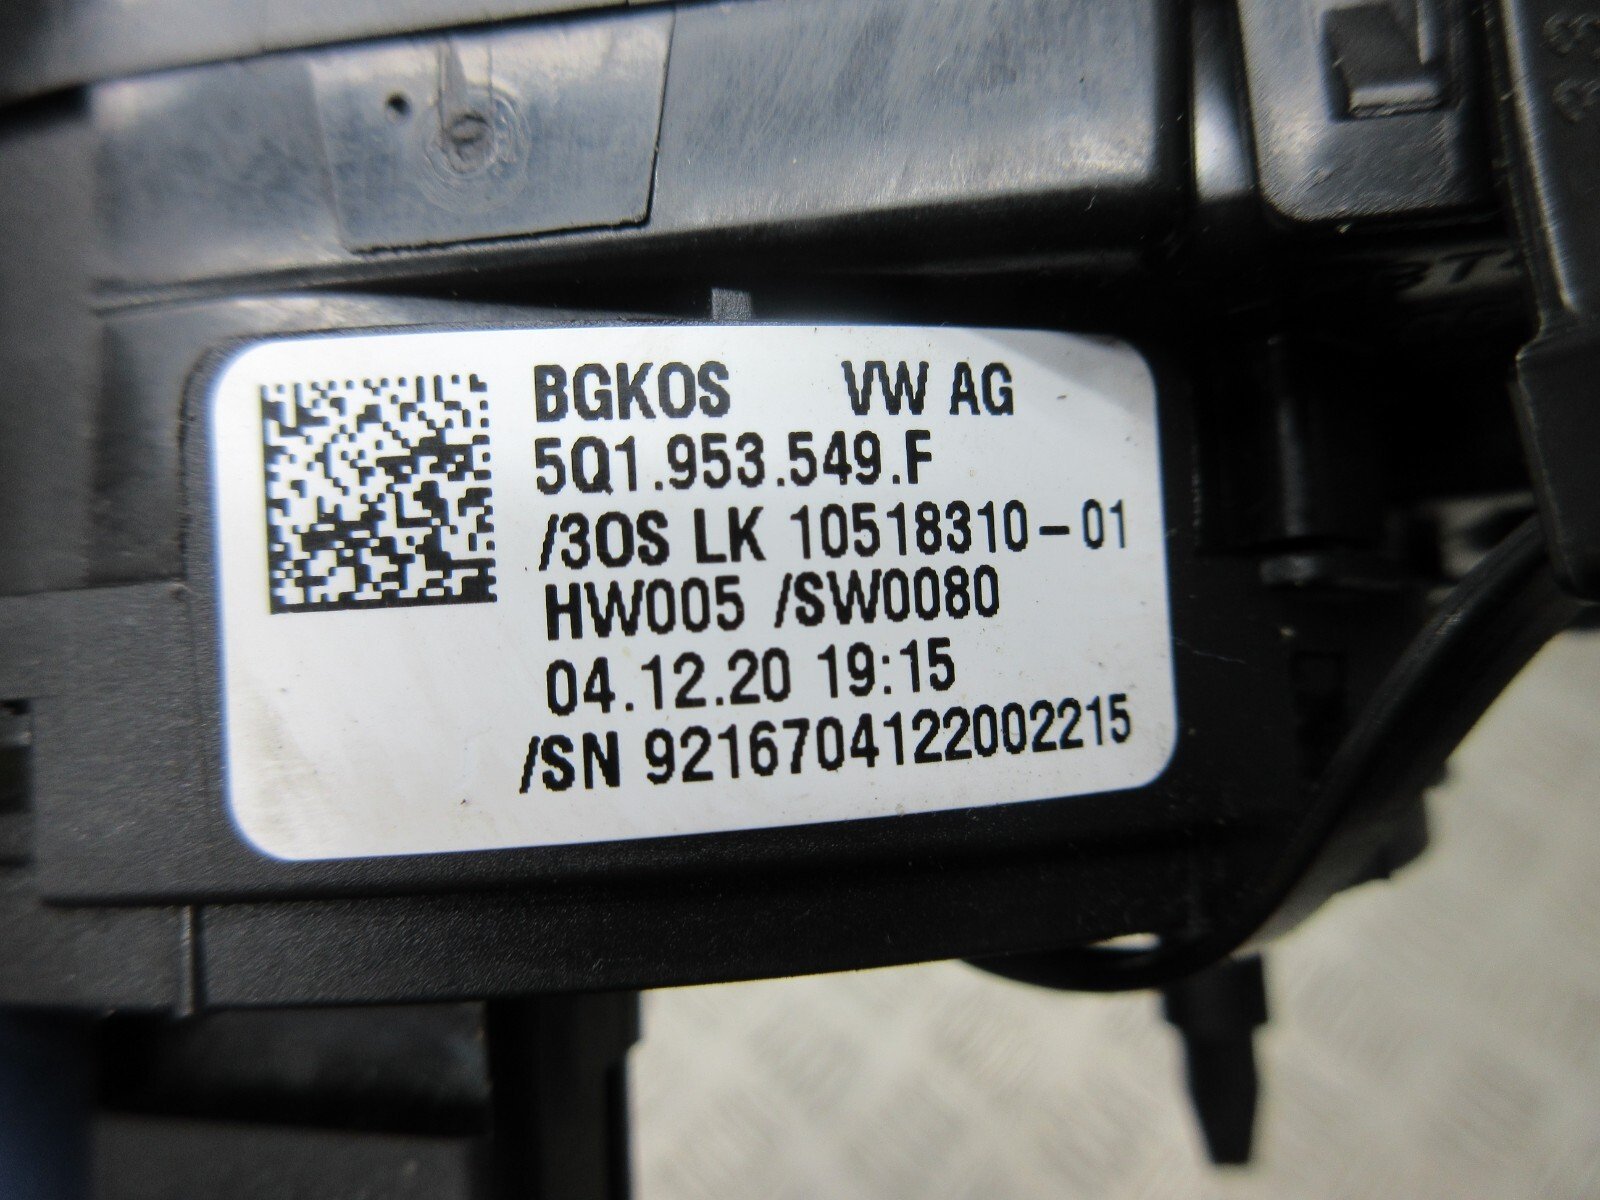 BGKOS VW AG
5Q1.953.549.F
/3OS LK 10518310-01
HW005 /SW0080
04.12.20 19:15
/SN 9216704122002215